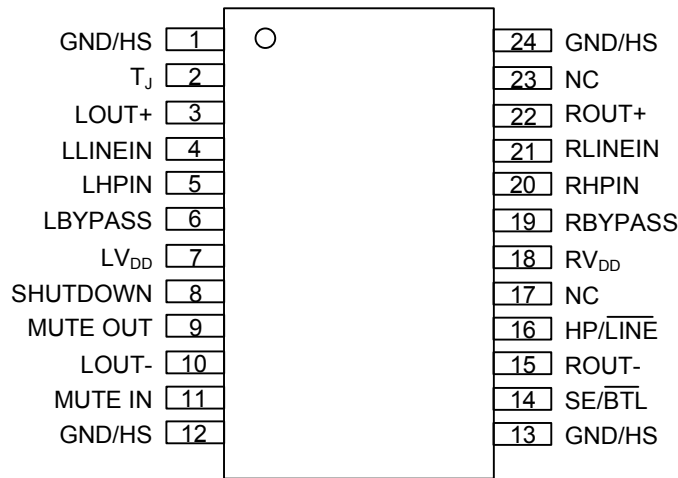 GND/HS 1 24 GND/HS
T_J 2 23 NC
LOUT+ 3 22 ROUT+
LLINEIN 4 21 RLINEIN
LHPIN 5 20 RHPIN
LBYPASS 6 19 RBYPASS
LV_DD 7 18 RV_DD
SHUTDOWN 8 17 NC
MUTE OUT 9 16 HP/L̅I̅N̅E̅
LOUT- 10 15 ROUT-
MUTE IN 11 14 SE/B̅T̅L̅
GND/HS 12 13 GND/HS